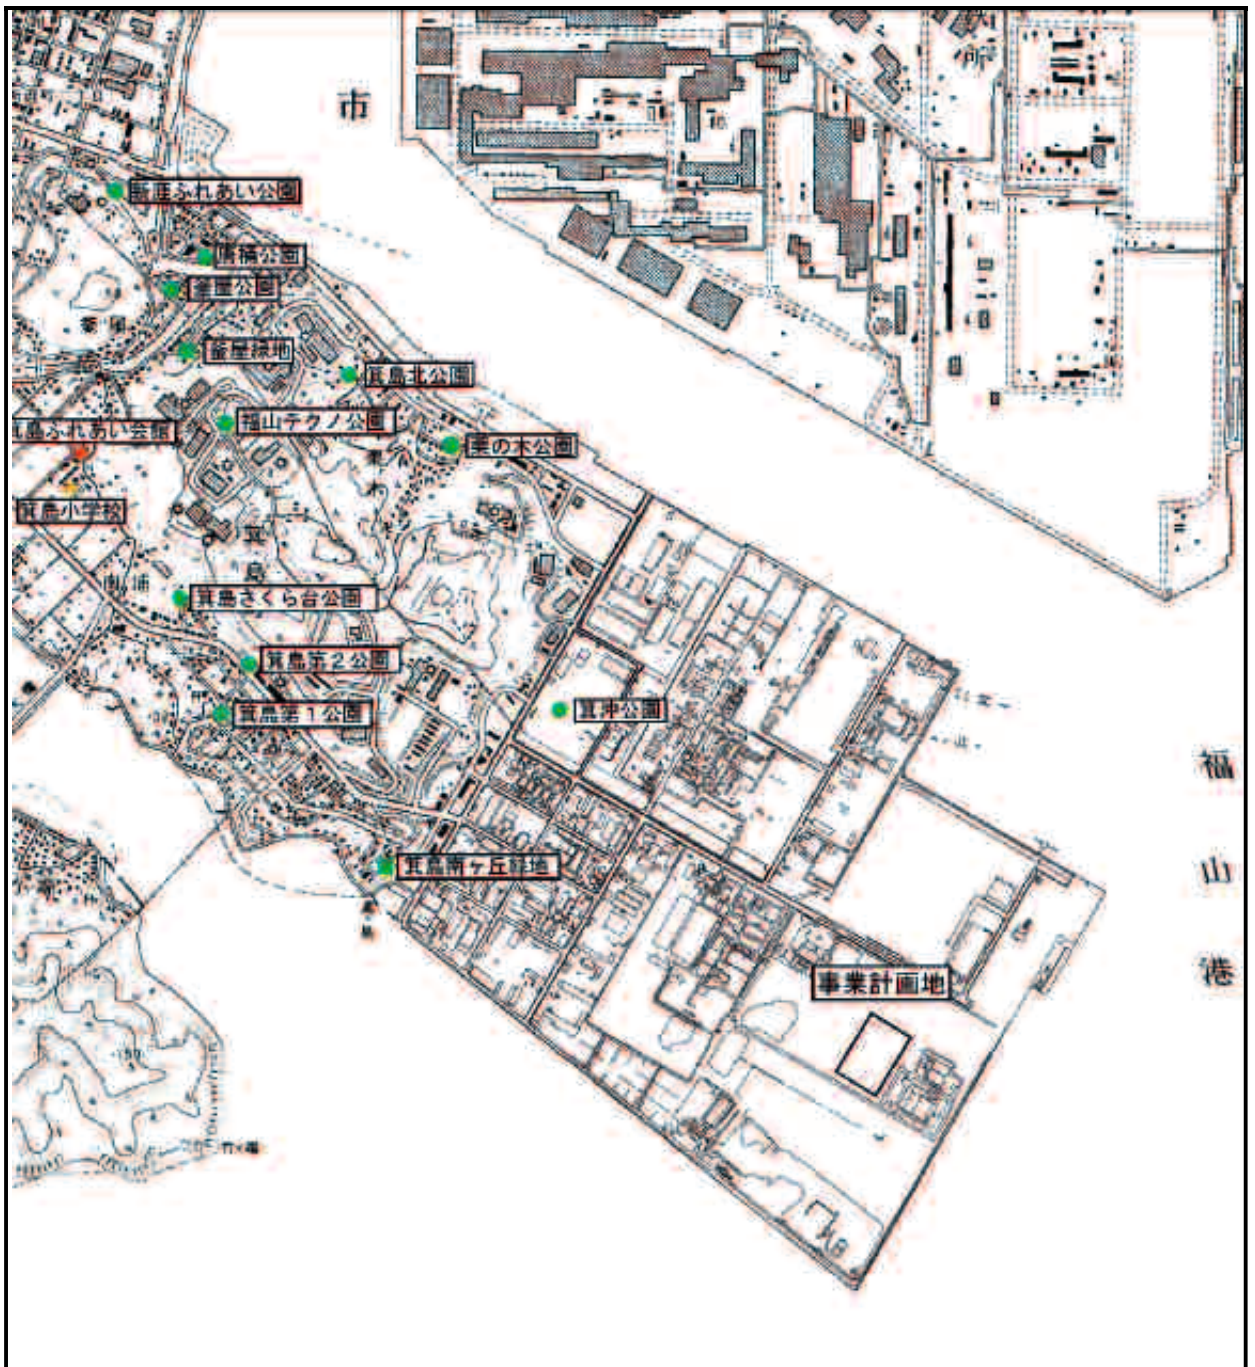 市
所
新涯ふれあい公園
釜屋公園
釜屋緑地
箕島北公園
福山テクノ公園
島ふれあい会館
栗の木公園
箕島小学校
箕島
箕島さくら台公園
箕島第2公園
箕島第1公園
箕沖公園
箕島南ヶ丘緑地
事業計画地
福山港